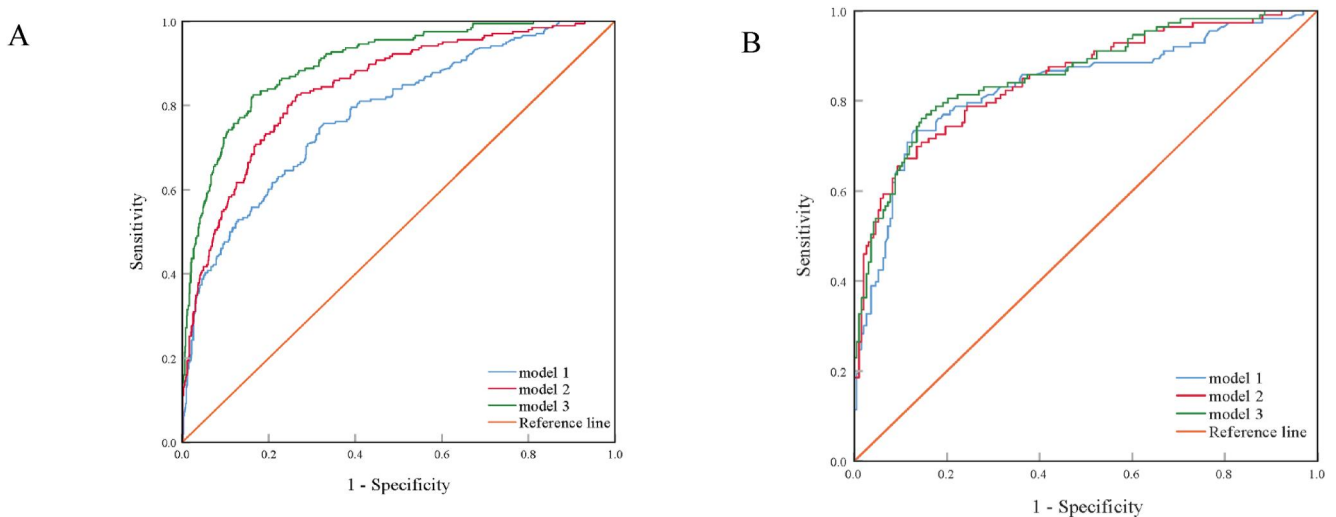 A
1.0
0.8
0.6
0.4
0.2
0.0
Sensitivity
0.0 0.2 0.4 0.6 0.8 1.0
1 - Specificity
model 1
model 2
model 3
Reference line
B
1.0
0.8
0.6
0.4
0.2
0.0
Sensitivity
0.0 0.2 0.4 0.6 0.8 1.0
1 - Specificity
model 1
model 2
model 3
Reference line